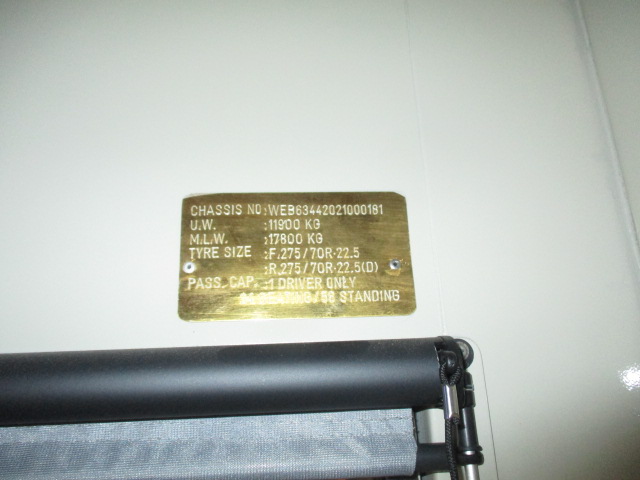 CHASSIS NO:WEB63442021000181
U.W. :11900 KG
M.L.W. :17800 KG
TYRE SIZE :F.275/70R-22.5
:R.275/70R-22.5(D)
PASS. CAP. :1 DRIVER ONLY
SEATING/58 STANDING